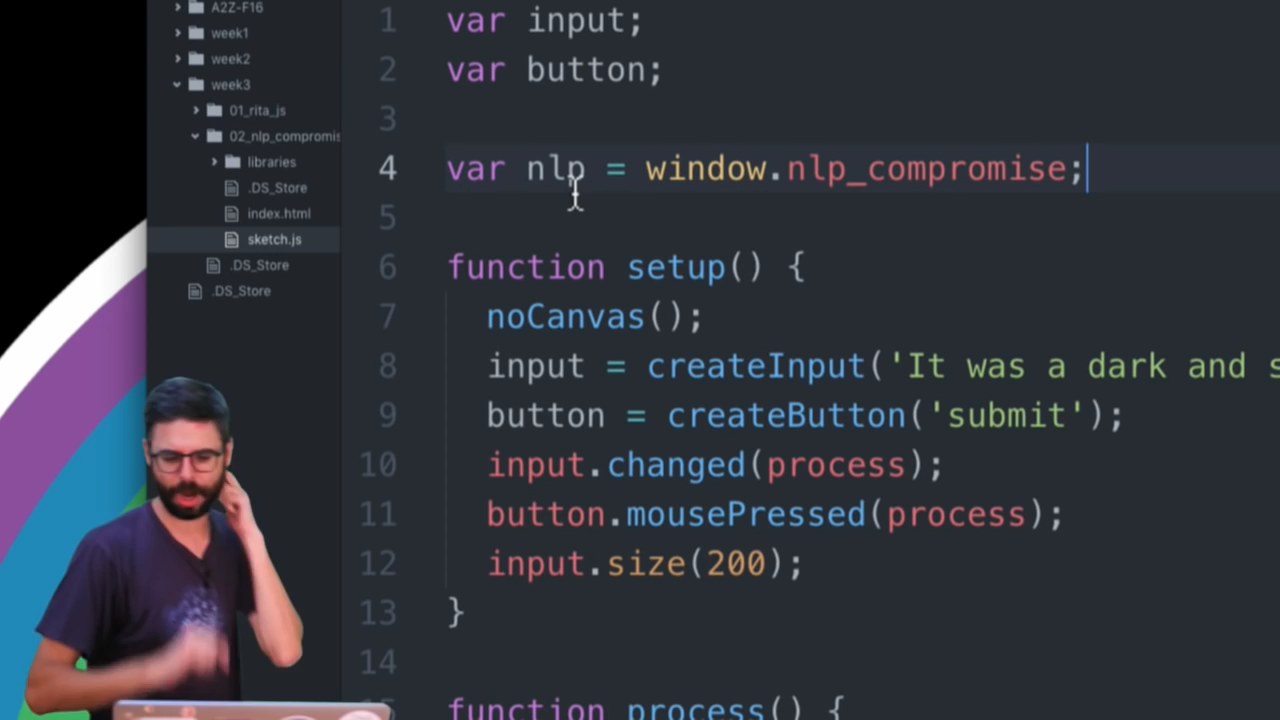 A2Z-F16
week1
week2
week3
01_rita_js
02_nlp_compromis
libraries
.DS_Store
index.html
sketch.js
.DS_Store
.DS_Store
1 var input;
2 var button;
3
4 var nlp = window.nlp_compromise;
5
6 function setup() {
7 noCanvas();
8 input = createInput('It was a dark and s
9 button = createButton('submit');
10 input.changed(process);
11 button.mousePressed(process);
12 input.size(200);
13 }
14
15 function process() {